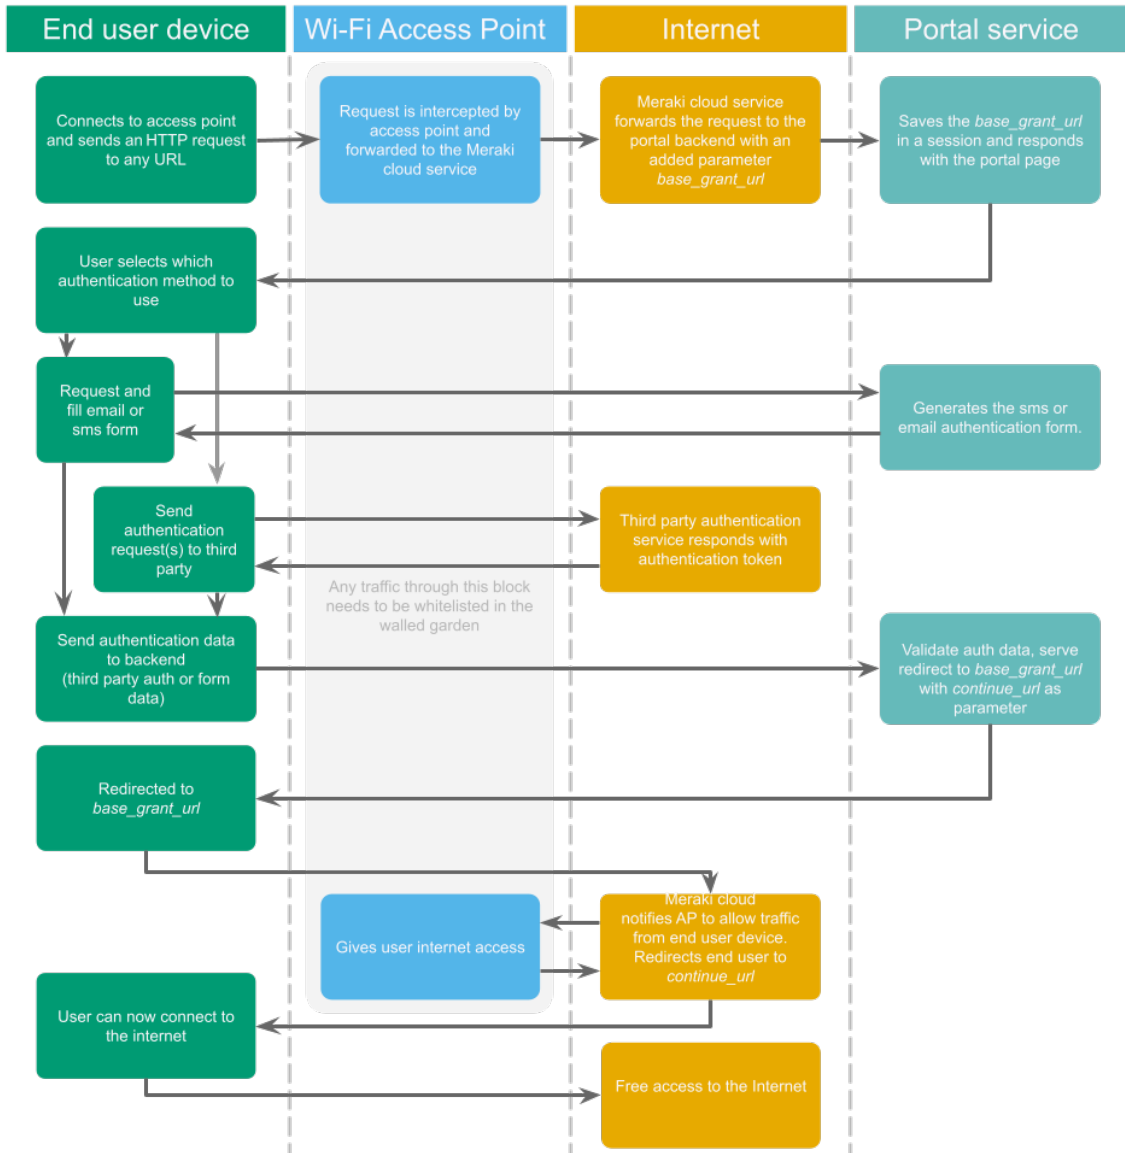 End user device
Wi-Fi Access Point
Internet
Portal service
Connects to access point
and sends an HTTP request
to any URL
Request is intercepted by
access point and
forwarded to the Meraki
cloud service
Meraki cloud service
forwards the request to the
portal backend with an
added parameter
base_grant_url
Saves the base_grant_url
in a session and responds
with the portal page
User selects which
authentication method to
use
Request and
fill email or
sms form
Generates the sms or
email authentication form.
Send
authentication
request(s) to third
party
Third party authentication
service responds with
authentication token
Any traffic through this block
needs to be whitelisted in the
walled garden
Send authentication data
to backend
(third party auth or form
data)
Validate auth data, serve
redirect to base_grant_url
with continue_url as
parameter
Redirected to
base_grant_url
Gives user internet access
Meraki cloud
notifies AP to allow traffic
from end user device.
Redirects end user to
continue_url
User can now connect to
the internet
Free access to the Internet